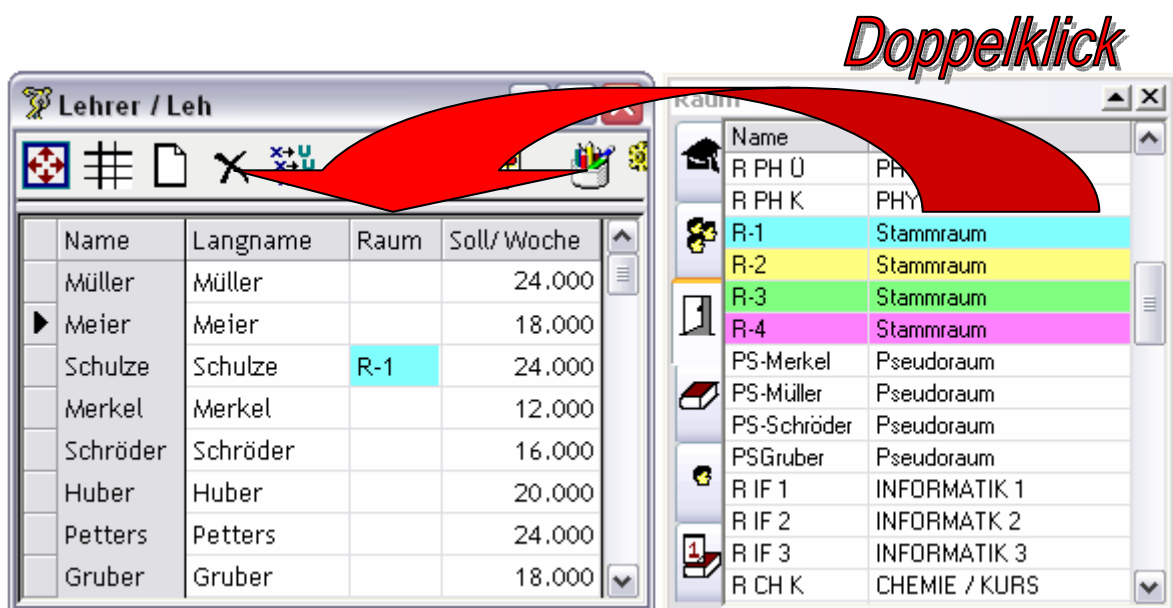 Doppelklick
Lehrer / Leh
Name Langname Raum Soll/Woche
Müller Müller 24.000
Meier Meier 18.000
Schulze Schulze R-1 24.000
Merkel Merkel 12.000
Schröder Schröder 16.000
Huber Huber 20.000
Petters Petters 24.000
Gruber Gruber 18.000
Raum
Name
R PH Ü PH
R PH K PHY
R-1 Stammraum
R-2 Stammraum
R-3 Stammraum
R-4 Stammraum
PS-Merkel Pseudoraum
PS-Müller Pseudoraum
PS-Schröder Pseudoraum
PSGruber Pseudoraum
R IF 1 INFORMATIK 1
R IF 2 INFORMATK 2
R IF 3 INFORMATIK 3
R CH K CHEMIE / KURS